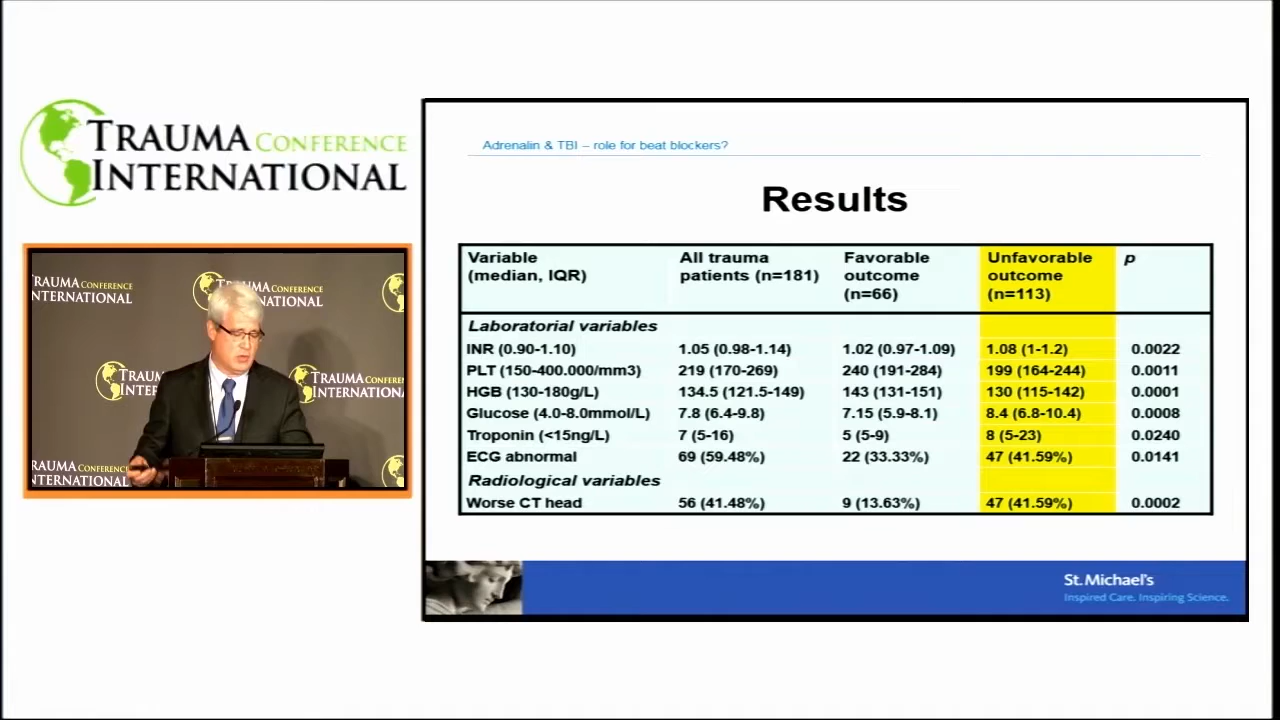 TRAUMA CONFERENCE
INTERNATIONAL
TRAUMA CONFERENCE
INTERNATIONAL
TRAUMA CONFERENCE
INTERNATIONAL
TRAUMA CONFERENCE
INTERNATIONAL
TRAUMA CONFEREN
INTERNATIONAL
RAUMA CONFERENCE
NTERNATIONAL
Adrenalin & TBI – role for beat blockers?
Results
Variable (median, IQR) All trauma patients (n=181) Favorable outcome (n=66) Unfavorable outcome (n=113) p
Laboratorial variables
INR (0.90-1.10) 1.05 (0.98-1.14) 1.02 (0.97-1.09) 1.08 (1-1.2) 0.0022
PLT (150-400.000/mm3) 219 (170-269) 240 (191-284) 199 (164-244) 0.0011
HGB (130-180g/L) 134.5 (121.5-149) 143 (131-151) 130 (115-142) 0.0001
Glucose (4.0-8.0mmol/L) 7.8 (6.4-9.8) 7.15 (5.9-8.1) 8.4 (6.8-10.4) 0.0008
Troponin (<15ng/L) 7 (5-16) 5 (5-9) 8 (5-23) 0.0240
ECG abnormal 69 (59.48%) 22 (33.33%) 47 (41.59%) 0.0141
Radiological variables
Worse CT head 56 (41.48%) 9 (13.63%) 47 (41.59%) 0.0002
St. Michael's
Inspired Care. Inspiring Science.